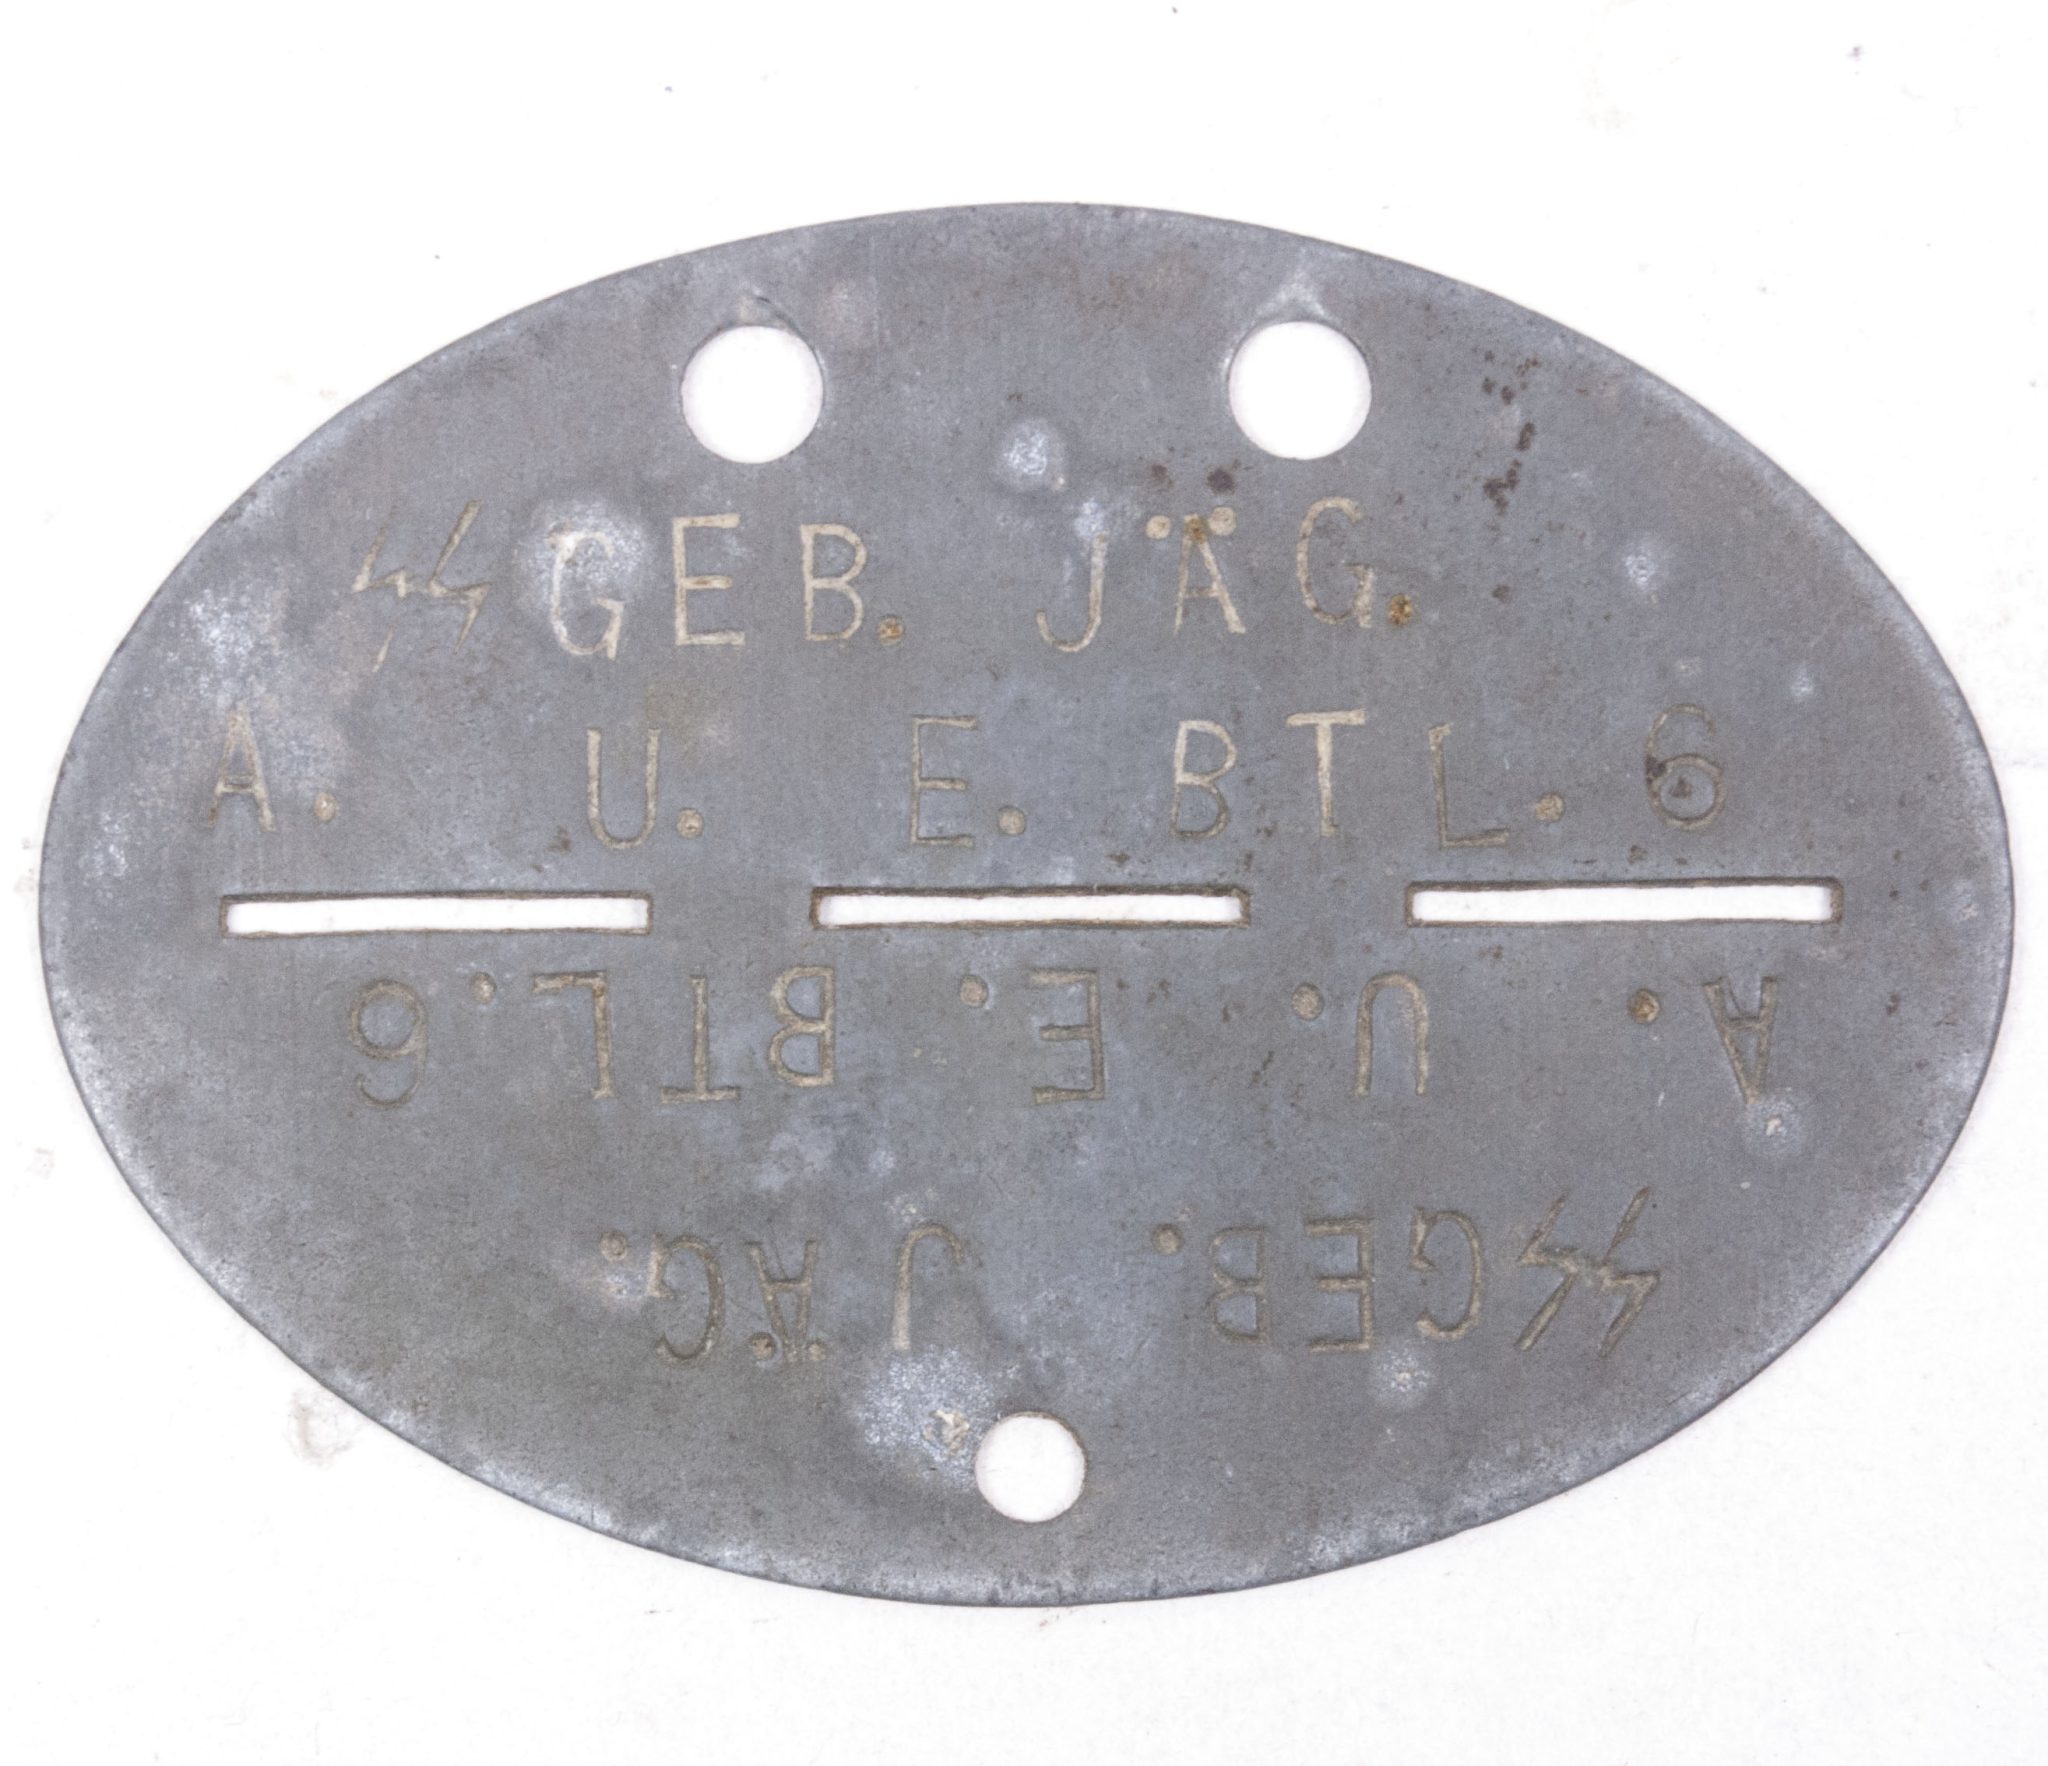 ᛋᛋGEB. JÄG.
A. U. E. BTL. 6
A. U. E. BTL. 6
ᛋᛋGEB. JÄG.